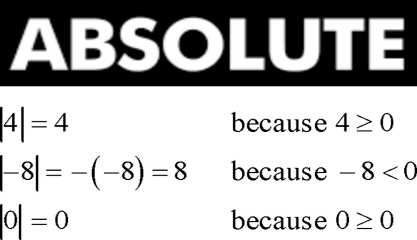 ABSOLUTE
|4| = 4 because 4 ≥ 0
|−8| = −(−8) = 8 because −8 < 0
|0| = 0 because 0 ≥ 0